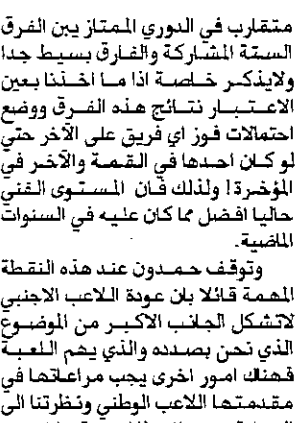 متقارب في الدوري الممتاز بين الفرق
الستة المشاركة والفارق بسيط جدا
ولايذكر خاصة اذا ما اخذنا بعين
الاعتبار نتائج هذه الفرق ووضع
احتمالات فوز اي فريق على الآخر حتي
لو كان احدها في القمة والآخر في
المؤخرة! ولذلك فان المستوى الفني
حاليا افضل مما كان عليه في السنوات
الماضية.
وتوقف حمدون عند هذه النقطة
المهمة قائلا بان عودة اللاعب الاجنبي
لاتشكل الجانب الاكبر من الموضوع
الذي نحن بصدده والذي يهم اللعبة
فهناك امور اخرى يجب مراعاتها في
مقدمتها اللاعب الوطني ونظرتنا الى